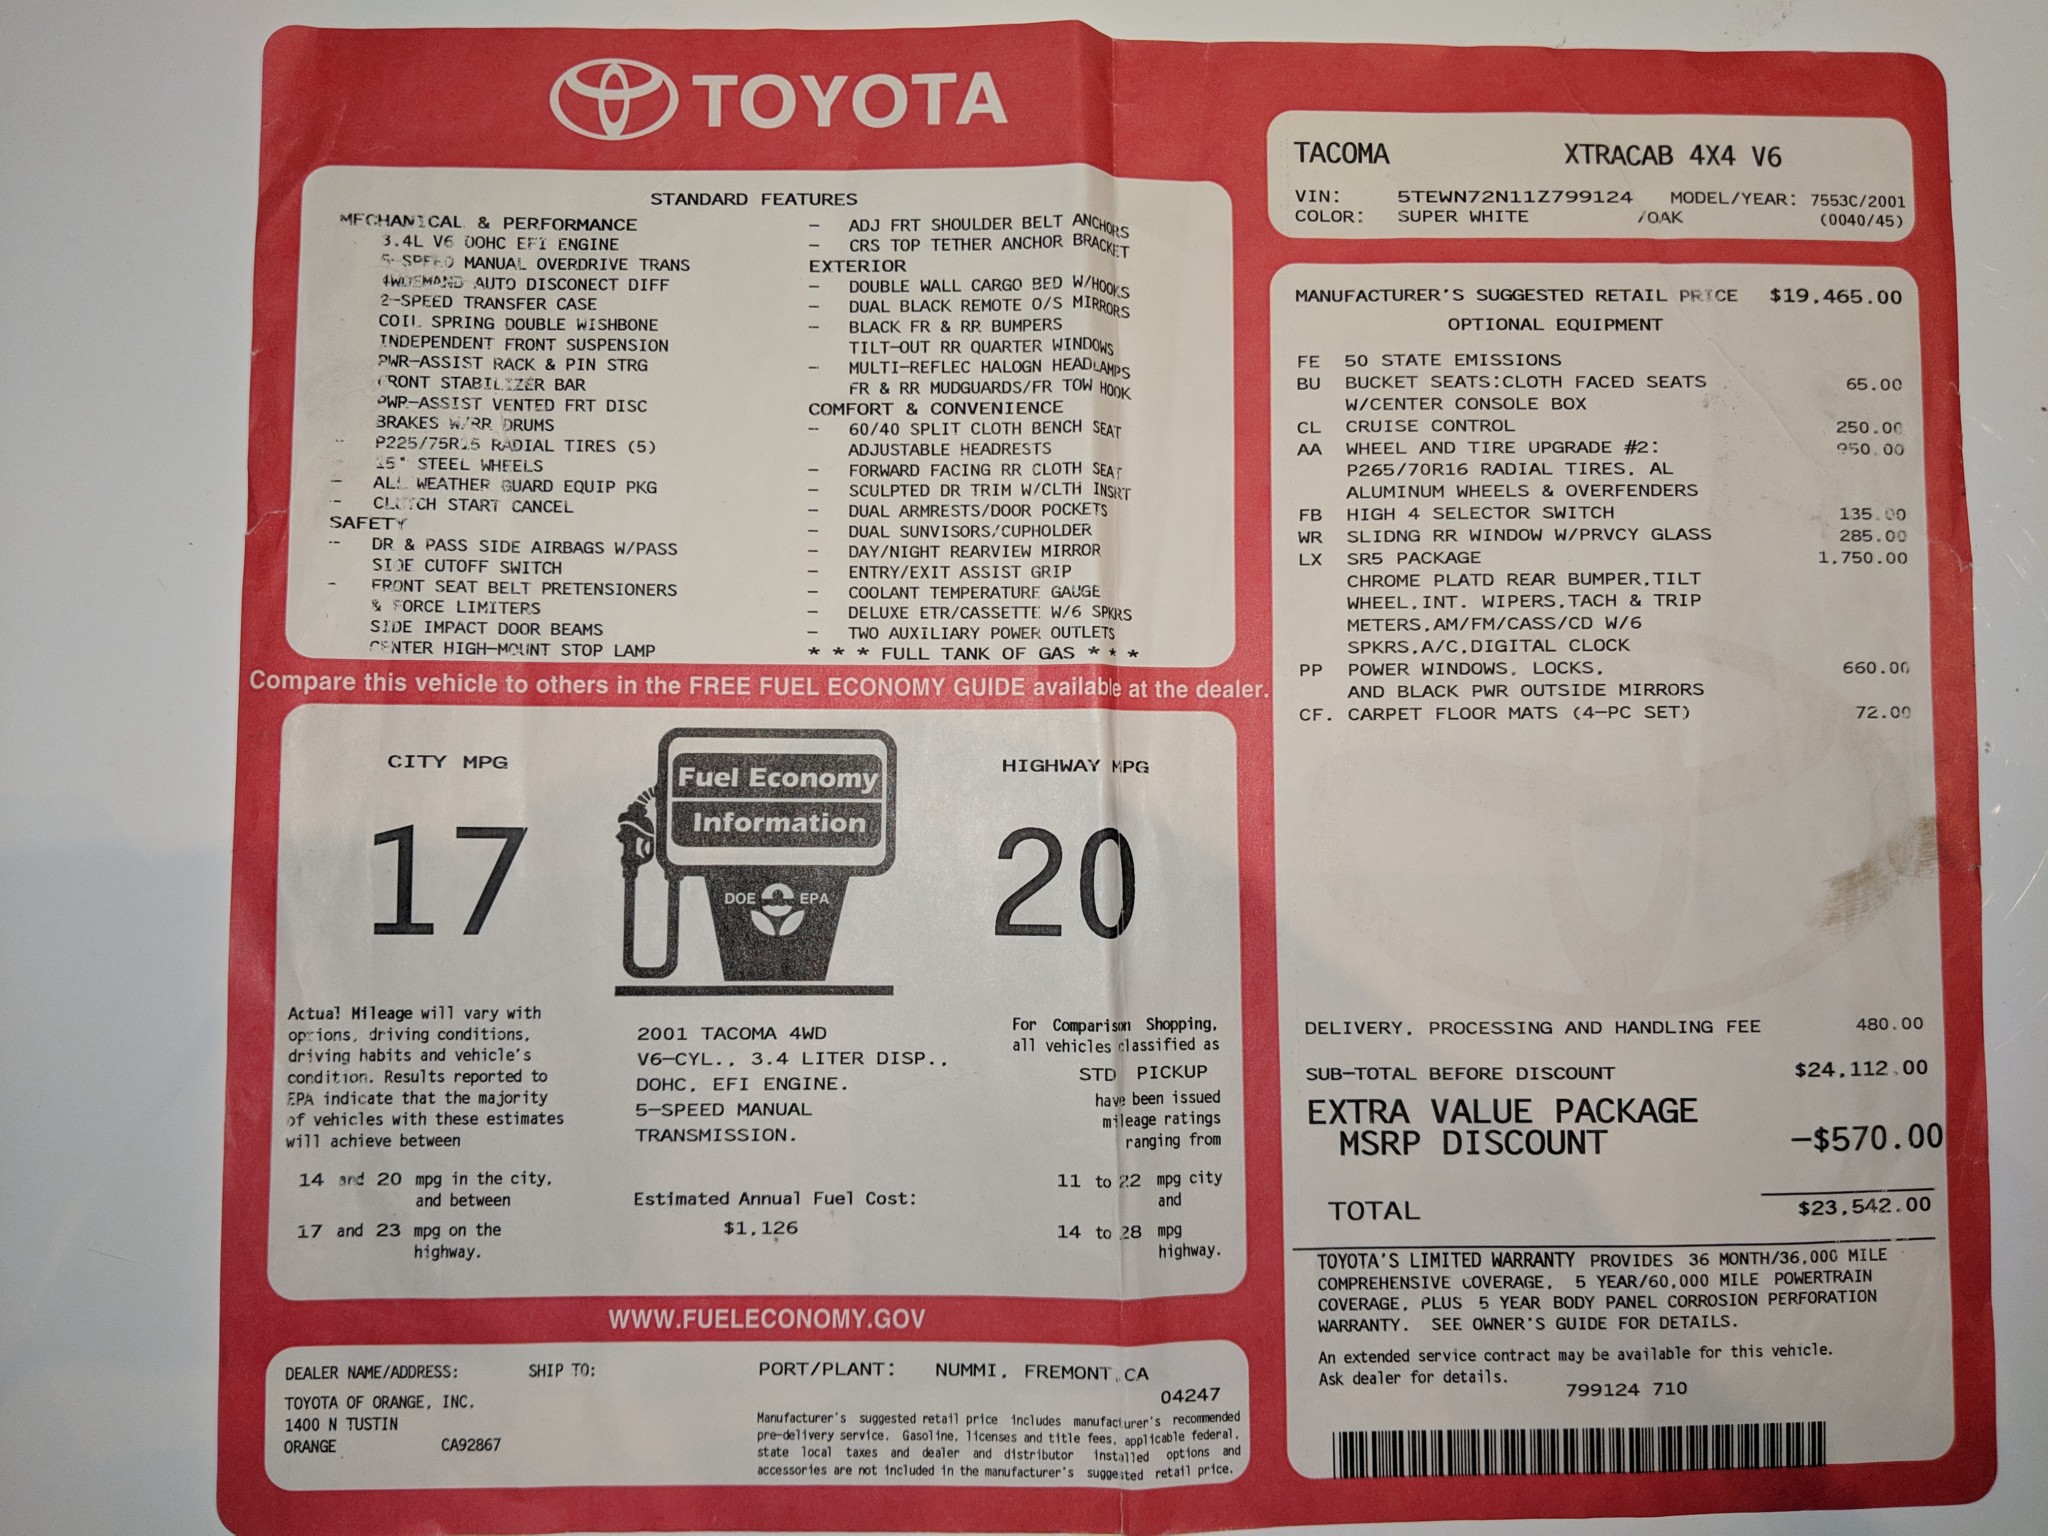 TOYOTA
STANDARD FEATURES
MECHANICAL & PERFORMANCE
3.4L V6 DOHC EFI ENGINE
5-SPEED MANUAL OVERDRIVE TRANS
4WDEMAND AUTO DISCONECT DIFF
2-SPEED TRANSFER CASE
COIL SPRING DOUBLE WISHBONE
INDEPENDENT FRONT SUSPENSION
PWR-ASSIST RACK & PIN STRG
FRONT STABILIZER BAR
PWR-ASSIST VENTED FRT DISC
BRAKES W/RR DRUMS
- P225/75R15 RADIAL TIRES (5)
15" STEEL WHEELS
- ALL WEATHER GUARD EQUIP PKG
- CLUTCH START CANCEL
SAFETY
- DR & PASS SIDE AIRBAGS W/PASS
SIDE CUTOFF SWITCH
- FRONT SEAT BELT PRETENSIONERS
& FORCE LIMITERS
SIDE IMPACT DOOR BEAMS
CENTER HIGH-MOUNT STOP LAMP
- ADJ FRT SHOULDER BELT ANCHORS
- CRS TOP TETHER ANCHOR BRACKET
EXTERIOR
- DOUBLE WALL CARGO BED W/HOOKS
- DUAL BLACK REMOTE O/S MIRRORS
- BLACK FR & RR BUMPERS
TILT-OUT RR QUARTER WINDOWS
- MULTI-REFLEC HALOGN HEADLAMPS
FR & RR MUDGUARDS/FR TOW HOOK
COMFORT & CONVENIENCE
- 60/40 SPLIT CLOTH BENCH SEAT
ADJUSTABLE HEADRESTS
- FORWARD FACING RR CLOTH SEAT
- SCULPTED DR TRIM W/CLTH INSRT
- DUAL ARMRESTS/DOOR POCKETS
- DUAL SUNVISORS/CUPHOLDER
- DAY/NIGHT REARVIEW MIRROR
- ENTRY/EXIT ASSIST GRIP
- COOLANT TEMPERATURE GAUGE
- DELUXE ETR/CASSETTE W/6 SPKRS
- TWO AUXILIARY POWER OUTLETS
* * * FULL TANK OF GAS * * *
Compare this vehicle to others in the FREE FUEL ECONOMY GUIDE available at the dealer.
CITY MPG
17
Fuel Economy
Information
DOE EPA
HIGHWAY MPG
20
Actual Mileage will vary with
options, driving conditions,
driving habits and vehicle's
condition. Results reported to
EPA indicate that the majority
of vehicles with these estimates
will achieve between
14 and 20 mpg in the city,
and between
17 and 23 mpg on the
highway.
2001 TACOMA 4WD
V6-CYL., 3.4 LITER DISP.,
DOHC, EFI ENGINE.
5-SPEED MANUAL
TRANSMISSION.
Estimated Annual Fuel Cost:
$1,126
For Comparison Shopping,
all vehicles classified as
STD PICKUP
have been issued
mileage ratings
ranging from
11 to 22 mpg city
and
14 to 28 mpg
highway.
WWW.FUELECONOMY.GOV
DEALER NAME/ADDRESS: SHIP TO:
TOYOTA OF ORANGE, INC.
1400 N TUSTIN
ORANGE CA92867
PORT/PLANT: NUMMI, FREMONT,CA
04247
Manufacturer's suggested retail price includes manufacturer's recommended
pre-delivery service. Gasoline, licenses and title fees, applicable federal,
state local taxes and dealer and distributor installed options and
accessories are not included in the manufacturer's suggested retail price.
TACOMA XTRACAB 4X4 V6
VIN: 5TEWN72N11Z799124 MODEL/YEAR: 7553C/2001
COLOR: SUPER WHITE /OAK (0040/45)
MANUFACTURER'S SUGGESTED RETAIL PRICE $19,465.00
OPTIONAL EQUIPMENT
FE 50 STATE EMISSIONS
BU BUCKET SEATS:CLOTH FACED SEATS 65.00
W/CENTER CONSOLE BOX
CL CRUISE CONTROL 250.00
AA WHEEL AND TIRE UPGRADE #2: 950.00
P265/70R16 RADIAL TIRES, AL
ALUMINUM WHEELS & OVERFENDERS
FB HIGH 4 SELECTOR SWITCH 135.00
WR SLIDNG RR WINDOW W/PRVCY GLASS 285.00
LX SR5 PACKAGE 1,750.00
CHROME PLATD REAR BUMPER,TILT
WHEEL,INT. WIPERS,TACH & TRIP
METERS,AM/FM/CASS/CD W/6
SPKRS,A/C,DIGITAL CLOCK
PP POWER WINDOWS, LOCKS, 660.00
AND BLACK PWR OUTSIDE MIRRORS
CF. CARPET FLOOR MATS (4-PC SET) 72.00
DELIVERY, PROCESSING AND HANDLING FEE 480.00
SUB-TOTAL BEFORE DISCOUNT $24,112.00
EXTRA VALUE PACKAGE
MSRP DISCOUNT -$570.00
TOTAL $23,542.00
TOYOTA'S LIMITED WARRANTY PROVIDES 36 MONTH/36,000 MILE
COMPREHENSIVE COVERAGE, 5 YEAR/60,000 MILE POWERTRAIN
COVERAGE, PLUS 5 YEAR BODY PANEL CORROSION PERFORATION
WARRANTY. SEE OWNER'S GUIDE FOR DETAILS.
An extended service contract may be available for this vehicle.
Ask dealer for details.
799124 710